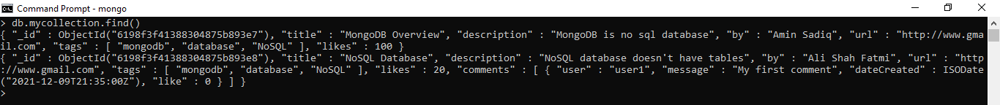 Command Prompt - mongo
> db.mycollection.find()
{ "_id" : ObjectId("6198f3f41388304875b893e7"), "title" : "MongoDB Overview", "description" : "MongoDB is no sql database", "by" : "Amin Sadiq", "url" : "http://www.gma
il.com", "tags" : [ "mongodb", "database", "NoSQL" ], "likes" : 100 }
{ "_id" : ObjectId("6198f3f41388304875b893e8"), "title" : "NoSQL Database", "description" : "NoSQL database doesn't have tables", "by" : "Ali Shah Fatmi", "url" : "http
://www.gmail.com", "tags" : [ "mongodb", "database", "NoSQL" ], "likes" : 20, "comments" : [ { "user" : "user1", "message" : "My first comment", "dateCreated" : ISODate
("2021-12-09T21:35:00Z"), "like" : 0 } ] }
>